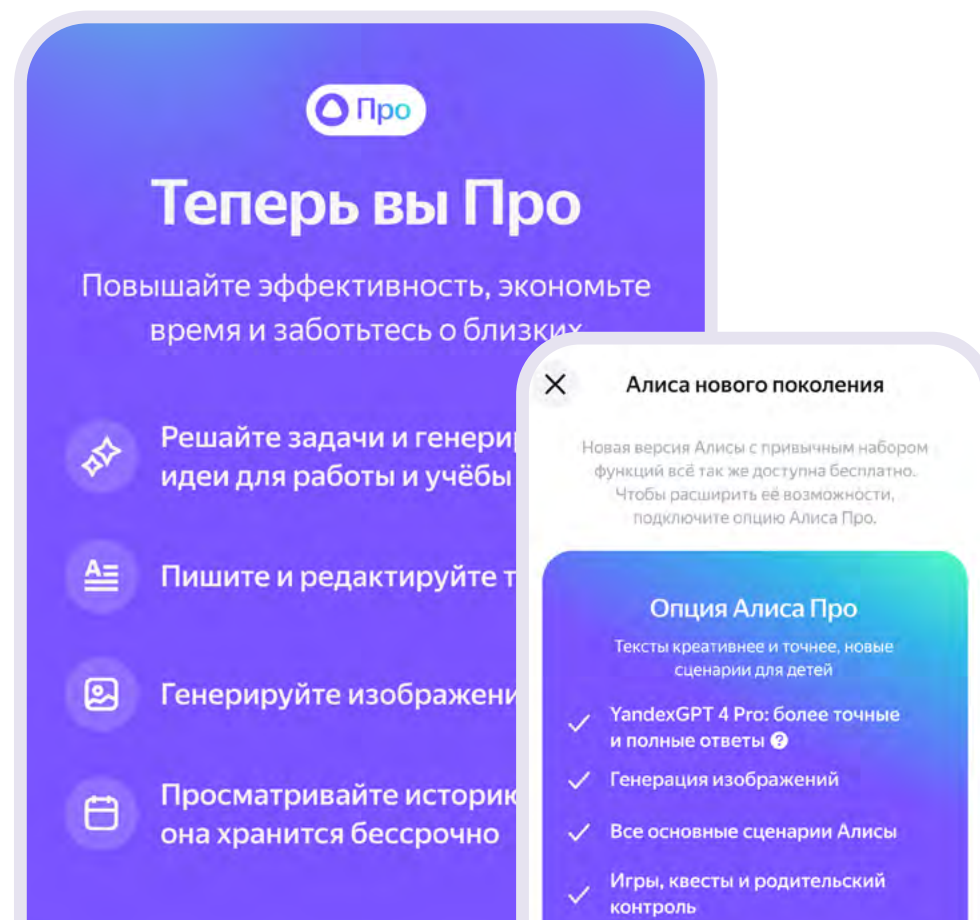 Про
Теперь вы Про
Повышайте эффективность, экономьте
время и заботьтесь о близких
Решайте задачи и
идеи для работы и учёбы
Пишите и редактируйте
Генерируйте
Просматривайте
она хранится бессрочно
Алиса нового поколения
Новая версия Алисы с привычным набором
функций всё так же доступна бесплатно.
Чтобы расширить её возможности,
подключите опцию Алиса Про.
Опция Алиса Про
Тексты креативнее и точнее, новые
сценарии для детей
YandexGPT 4 Pro: более точные
и полные ответы ?
Генерация изображений
Все основные сценарии Алисы
Игры, квесты и родительский
контроль